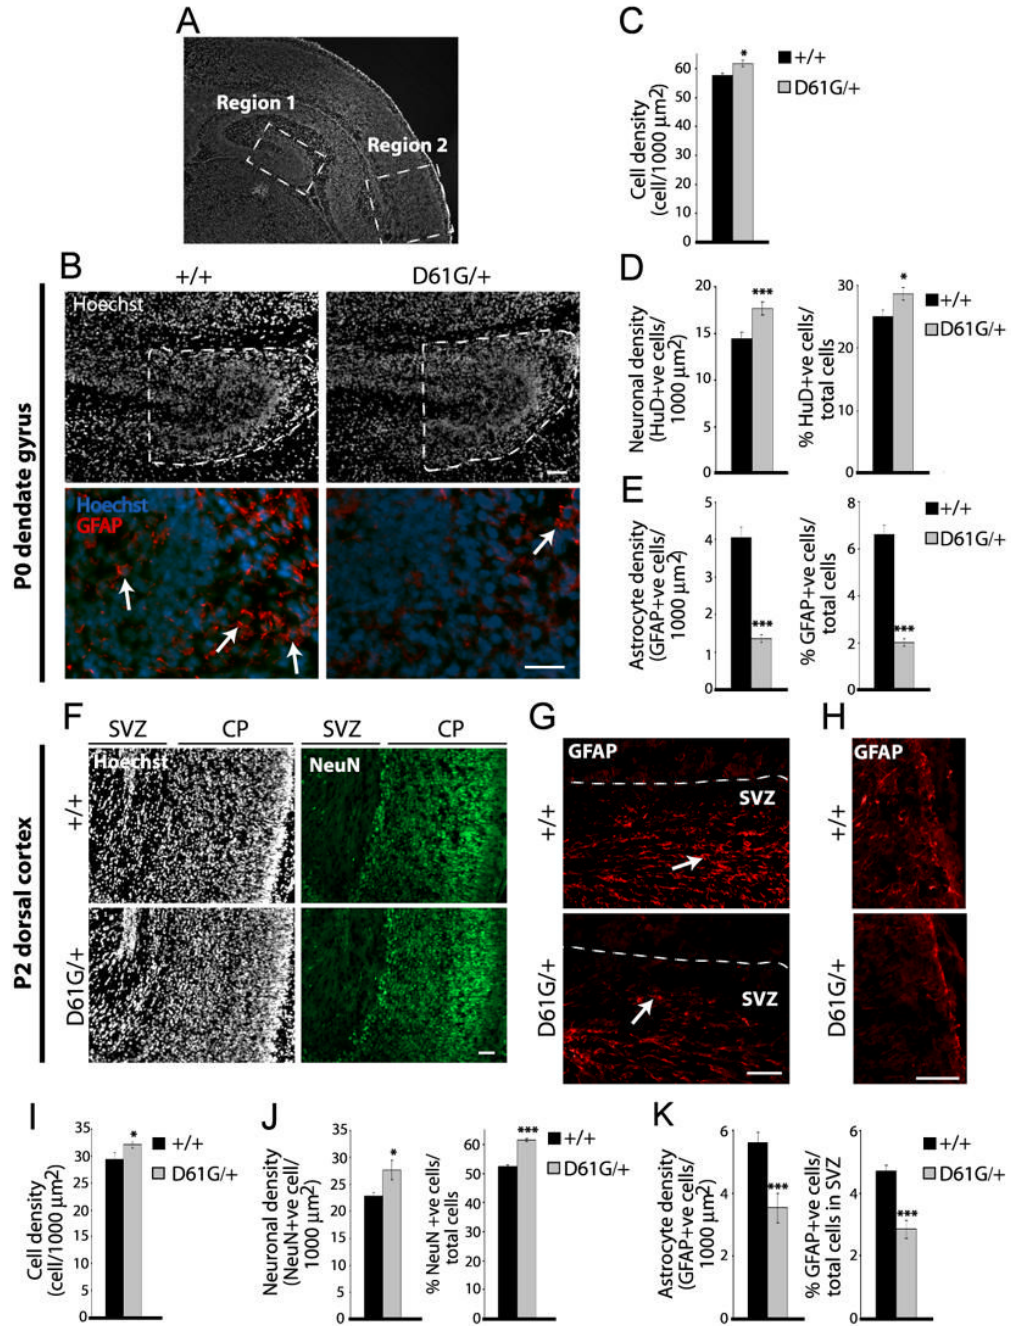 A
Region 1
Region 2
C
Cell density
(cell/1000 µm2)
60
50
40
30
20
10
0
*
+/+
D61G/+
B
+/+
D61G/+
Hoechst
Hoechst
GFAP
P0 dendate gyrus
D
Neuronal density
(HuD+ve cells/
1000 µm2)
20
15
10
5
0
***
% HuD+ve cells/
total cells
30
20
10
0
*
+/+
D61G/+
E
Astrocyte density
(GFAP+ve cells/
1000 µm2)
5
4
3
2
1
0
***
% GFAP+ve cells/
total cells
8
6
4
2
0
***
+/+
D61G/+
F
SVZ
CP
SVZ
CP
Hoechst
NeuN
+/+
D61G/+
P2 dorsal cortex
G
GFAP
SVZ
+/+
SVZ
D61G/+
H
GFAP
+/+
D61G/+
I
Cell density
(cell/1000 µm2)
35
30
25
20
15
10
5
0
*
+/+
D61G/+
J
Neuronal density
(NeuN+ve cell/
1000 µm2)
35
30
25
20
15
10
5
0
*
% NeuN +ve cells/
total cells
60
50
40
30
20
10
0
***
+/+
D61G/+
K
Astrocyte density
(GFAP+ve cells/
1000 µm2)
6
4
2
0
***
% GFAP+ve cells/
total cells in SVZ
6
4
2
0
***
+/+
D61G/+